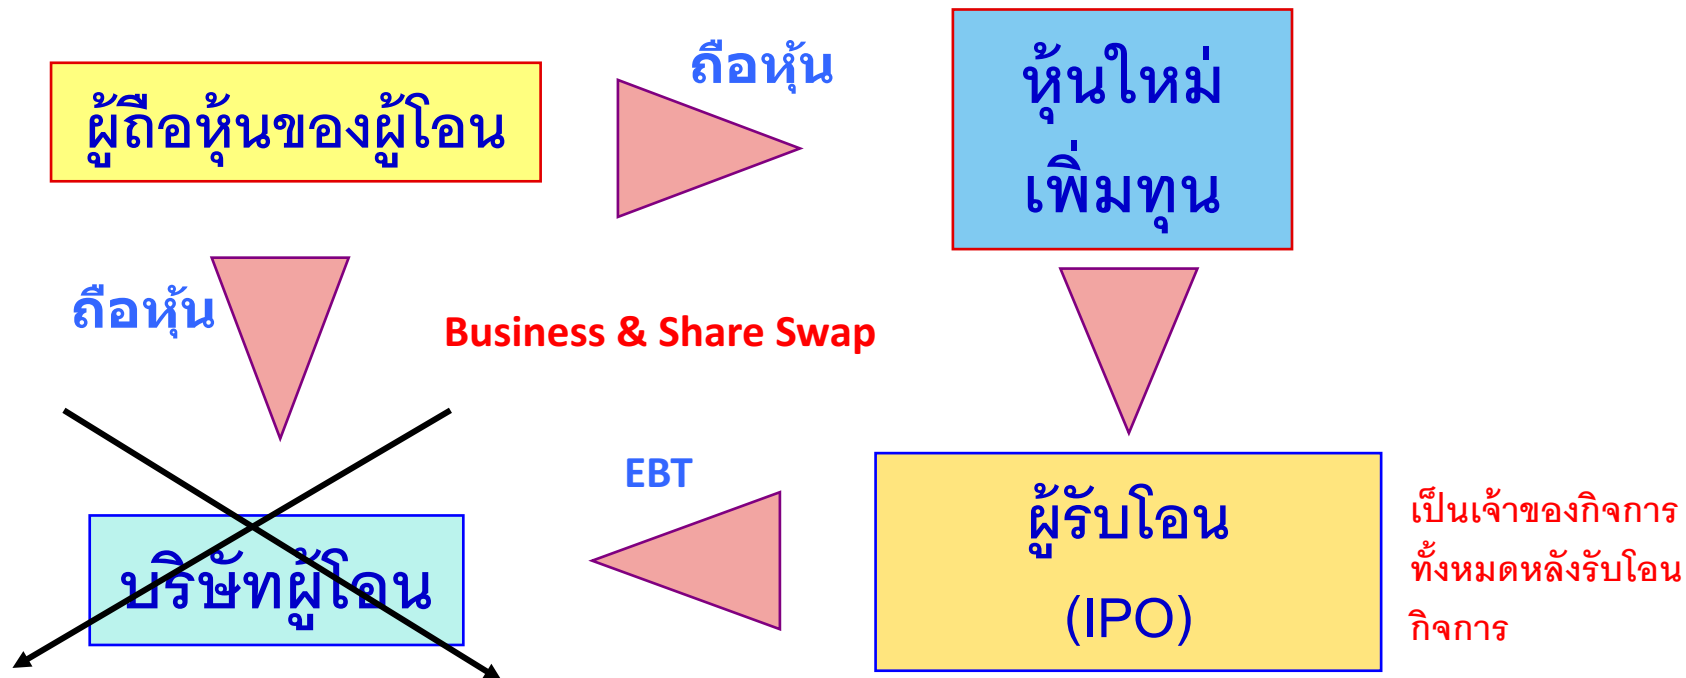 ถือหุ้น
ผู้ถือหุ้นของผู้โอน
หุ้นใหม่
เพิ่มทุน
ถือหุ้น
Business & Share Swap
EBT
บริษัทผู้โอน
ผู้รับโอน
(IPO)
เป็นเจ้าของกิจการ
ทั้งหมดหลังรับโอน
กิจการ